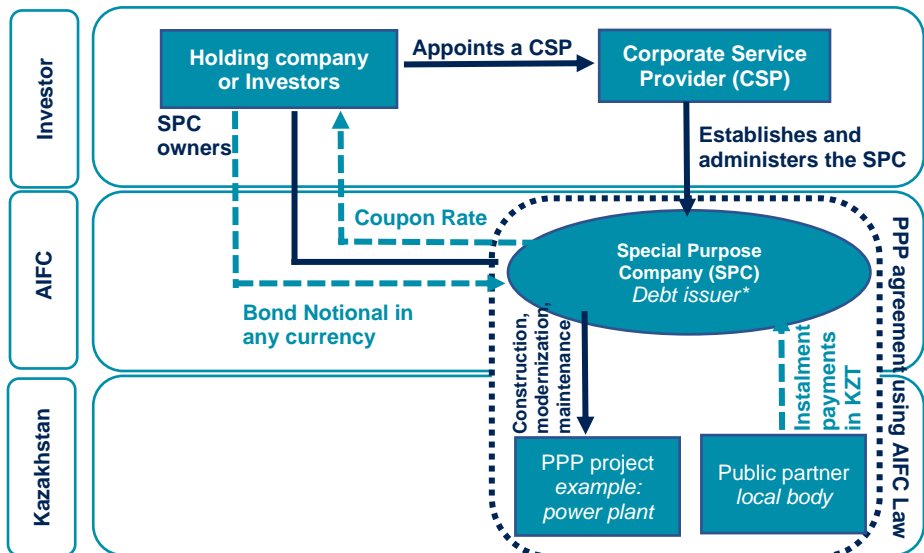 Investor
Holding company
or Investors
Appoints a CSP
Corporate Service
Provider (CSP)
SPC
owners
Establishes and
administers the SPC
AIFC
Coupon Rate
Special Purpose
Company (SPC)
Debt issuer*
Bond Notional in
any currency
Construction,
modernization,
maintenance
Instalment
payments
in KZT
PPP agreement using AIFC Law
Kazakhstan
PPP project
example:
power plant
Public partner
local body